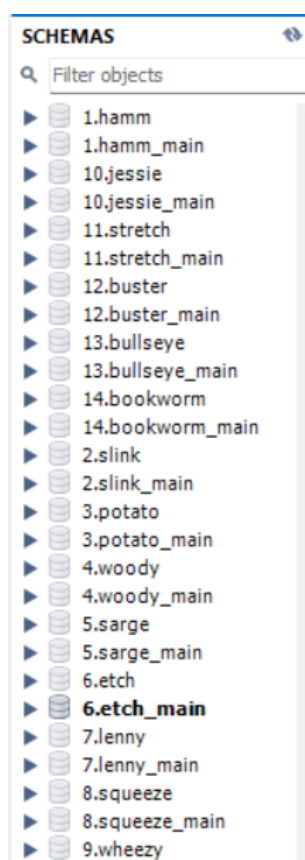 SCHEMAS
Filter objects
1.hamm
1.hamm_main
10.jessie
10.jessie_main
11.stretch
11.stretch_main
12.buster
12.buster_main
13.bullseye
13.bullseye_main
14.bookworm
14.bookworm_main
2.slink
2.slink_main
3.potato
3.potato_main
4.woody
4.woody_main
5.sarge
5.sarge_main
6.etch
6.etch_main
7.lenny
7.lenny_main
8.squeeze
8.squeeze_main
9.wheezy